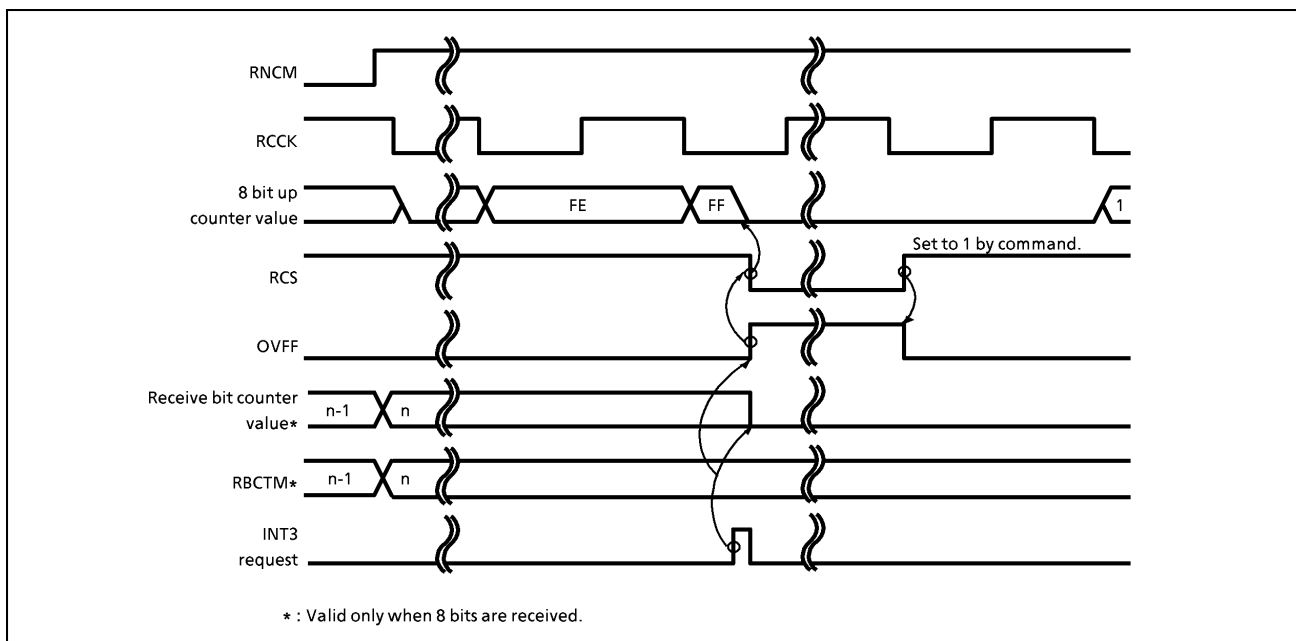 RNCM
RCCK
8 bit up
counter value
FE
FF
1
Set to 1 by command.
RCS
OVFF
Receive bit counter
value*
n-1
n
RBCTM*
n-1
n
INT3
request
* : Valid only when 8 bits are received.